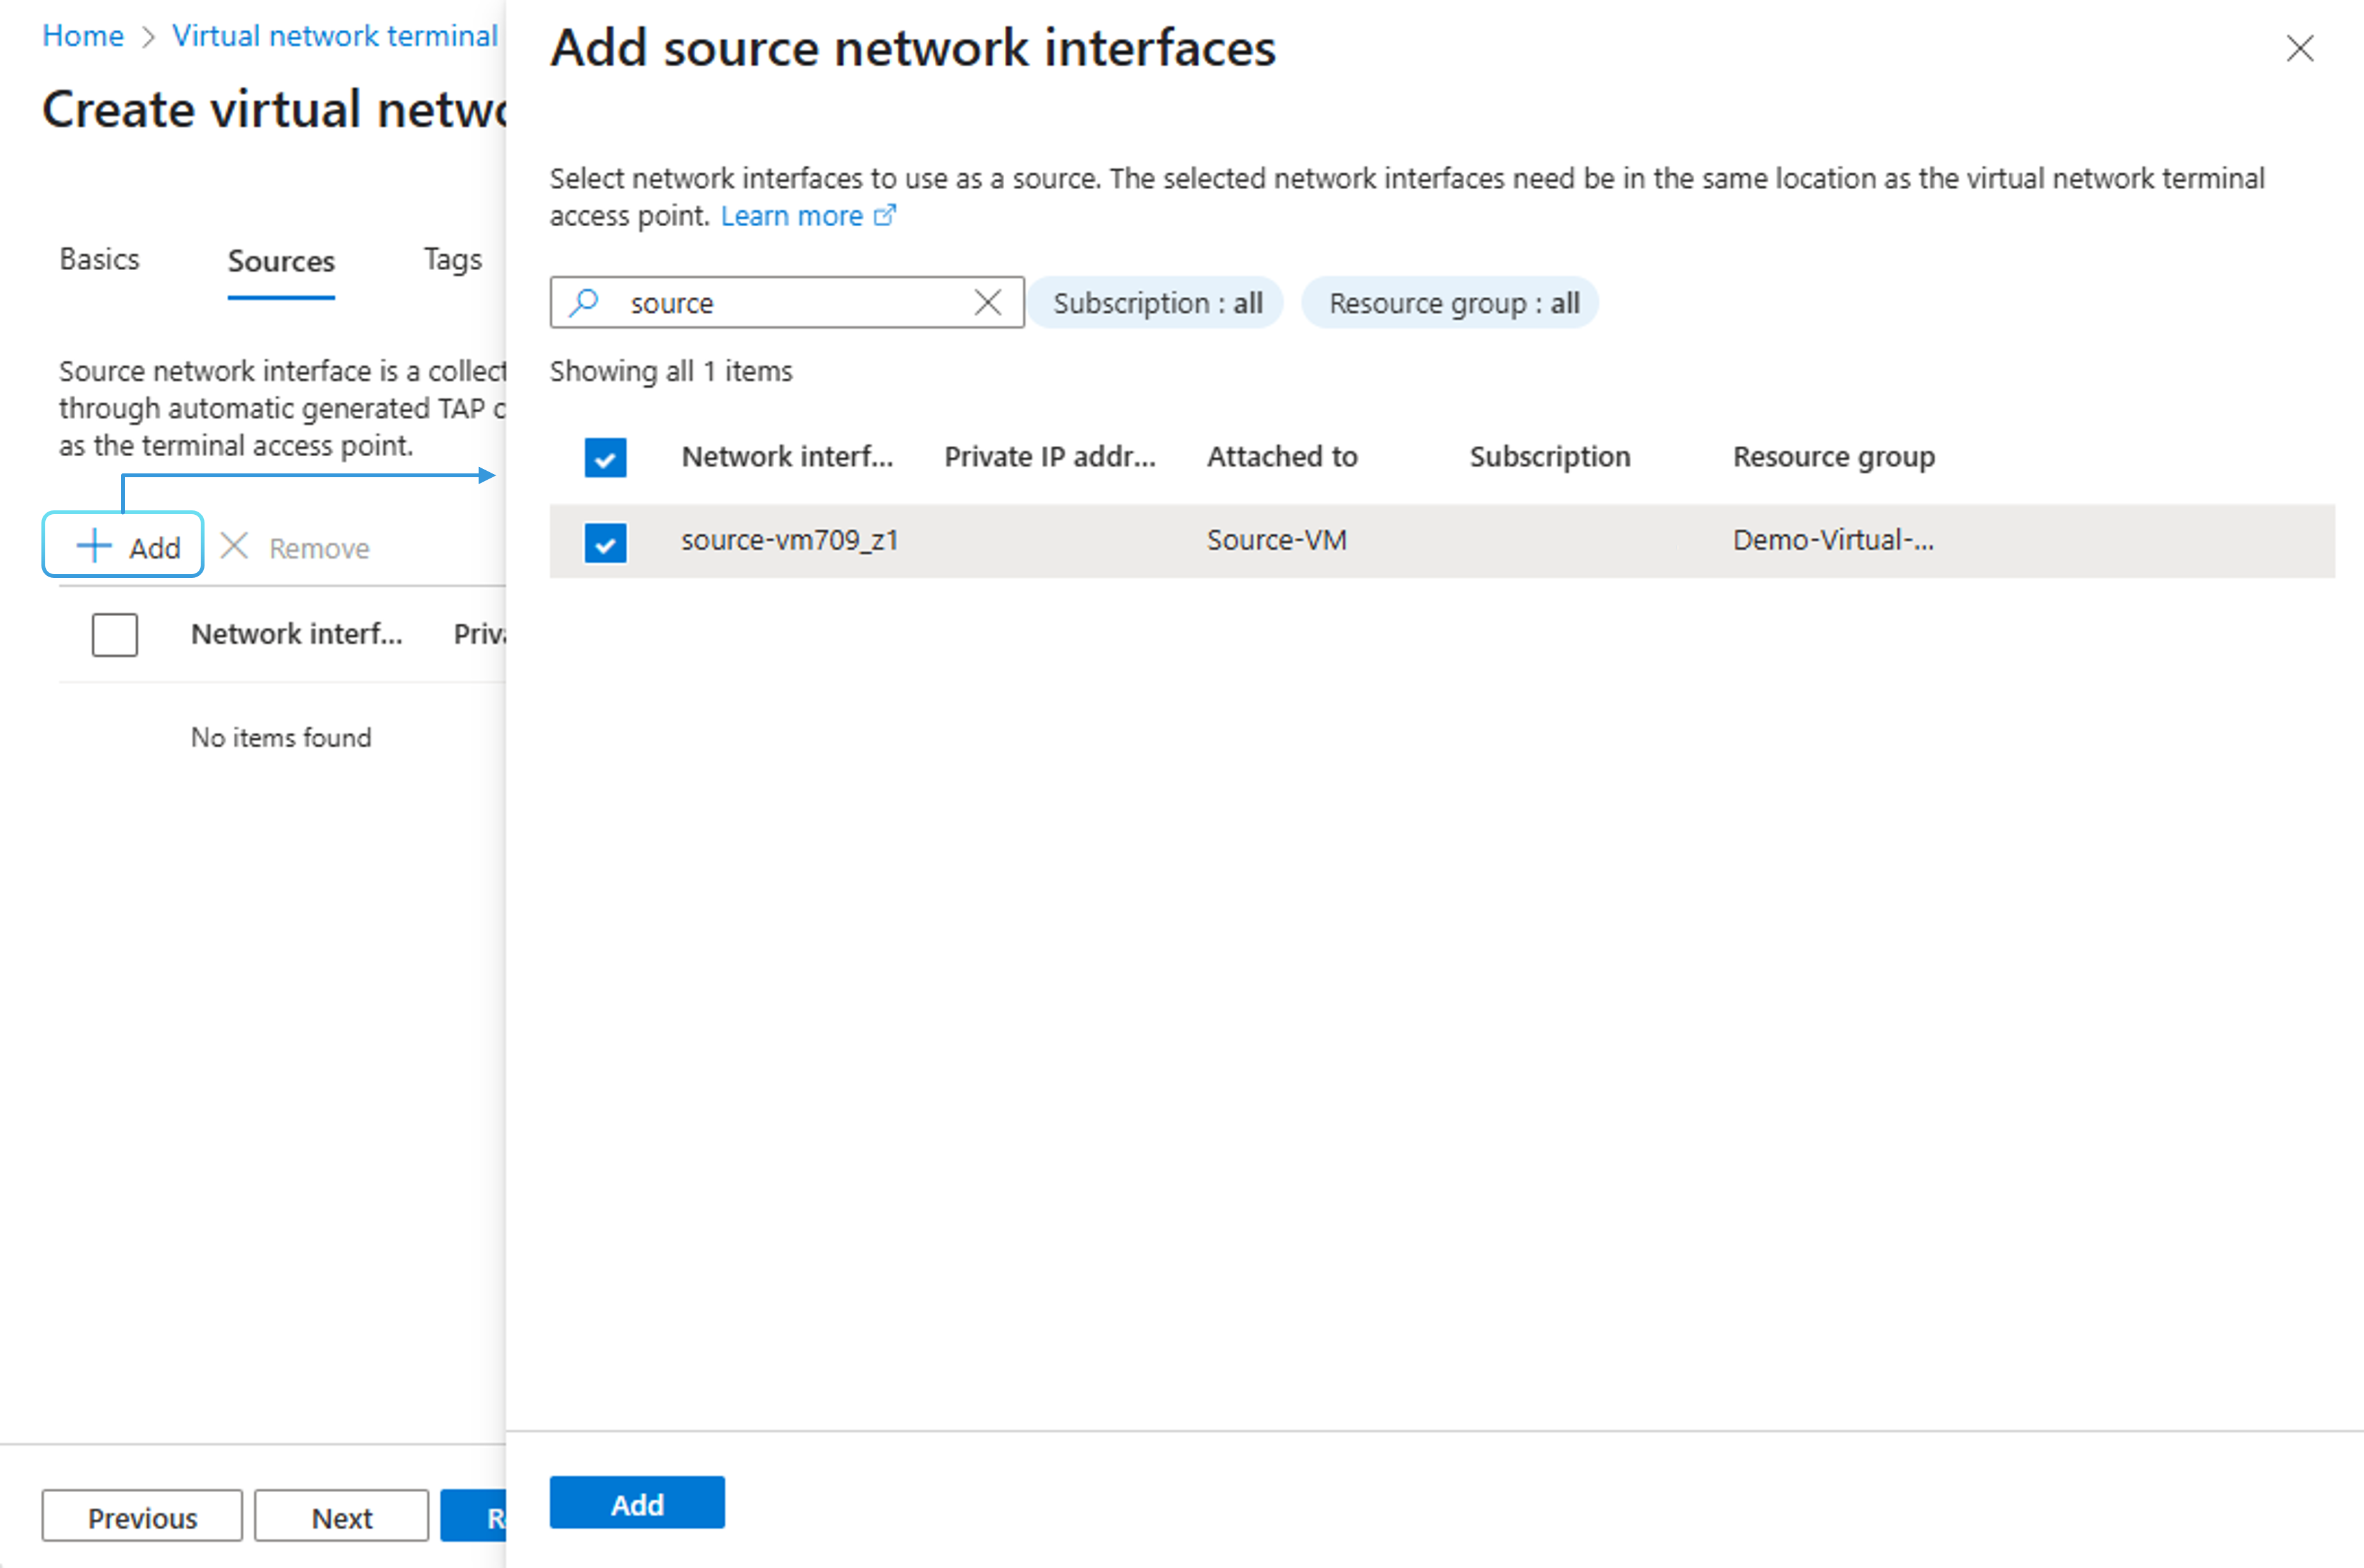 Home > Virtual network terminal
Create virtual netwo
Basics Sources Tags
Source network interface is a collect
through automatic generated TAP c
as the terminal access point.
Add Remove
Network interf... Priva
No items found
Previous Next R
Add source network interfaces
Select network interfaces to use as a source. The selected network interfaces need be in the same location as the virtual network terminal
access point. Learn more
source Subscription : all Resource group : all
Showing all 1 items
Network interf... Private IP addr... Attached to Subscription Resource group
source-vm709_z1 Source-VM Demo-Virtual-...
Add